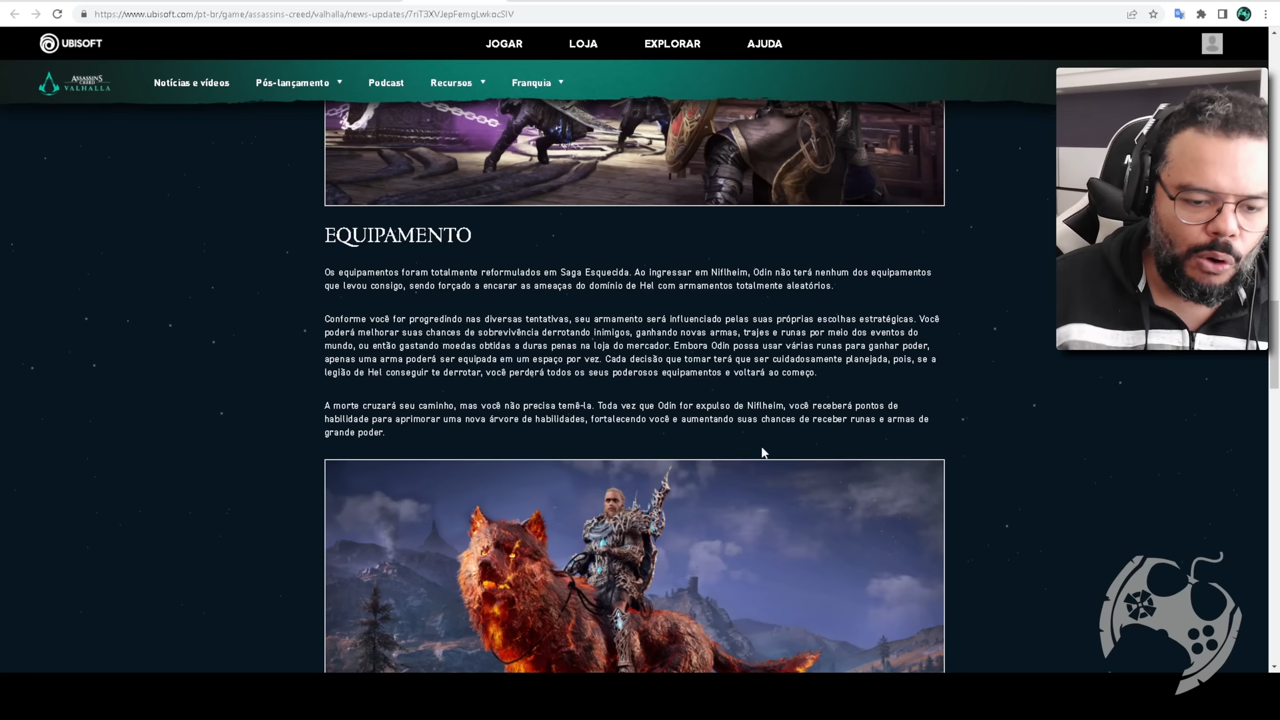 https://www.ubisoft.com/pt-br/game/assassins-creed/valhalla/news-updates/7riT3XVJepFemgLwkocSIV
UBISOFT
JOGAR
LOJA
EXPLORAR
AJUDA
ASSASSIN'S CREED VALHALLA
Notícias e vídeos
Pós-lançamento
Podcast
Recursos
Franquia
EQUIPAMENTO
Os equipamentos foram totalmente reformulados em Saga Esquecida. Ao ingressar em Niflheim, Odin não terá nenhum dos equipamentos
que levou consigo, sendo forçado a encarar as ameaças do domínio de Hel com armamentos totalmente aleatórios.
Conforme você for progredindo nas diversas tentativas, seu armamento será influenciado pelas suas próprias escolhas estratégicas. Você
poderá melhorar suas chances de sobrevivência derrotando inimigos, ganhando novas armas, trajes e runas por meio dos eventos do
mundo, ou então gastando moedas obtidas a duras penas na loja do mercador. Embora Odin possa usar várias runas para ganhar poder,
apenas uma arma poderá ser equipada em um espaço por vez. Cada decisão que tomar terá que ser cuidadosamente planejada, pois, se a
legião de Hel conseguir te derrotar, você perderá todos os seus poderosos equipamentos e voltará ao começo.
A morte cruzará seu caminho, mas você não precisa temê-la. Toda vez que Odin for expulso de Niflheim, você receberá pontos de
habilidade para aprimorar uma nova árvore de habilidades, fortalecendo você e aumentando suas chances de receber runas e armas de
grande poder.